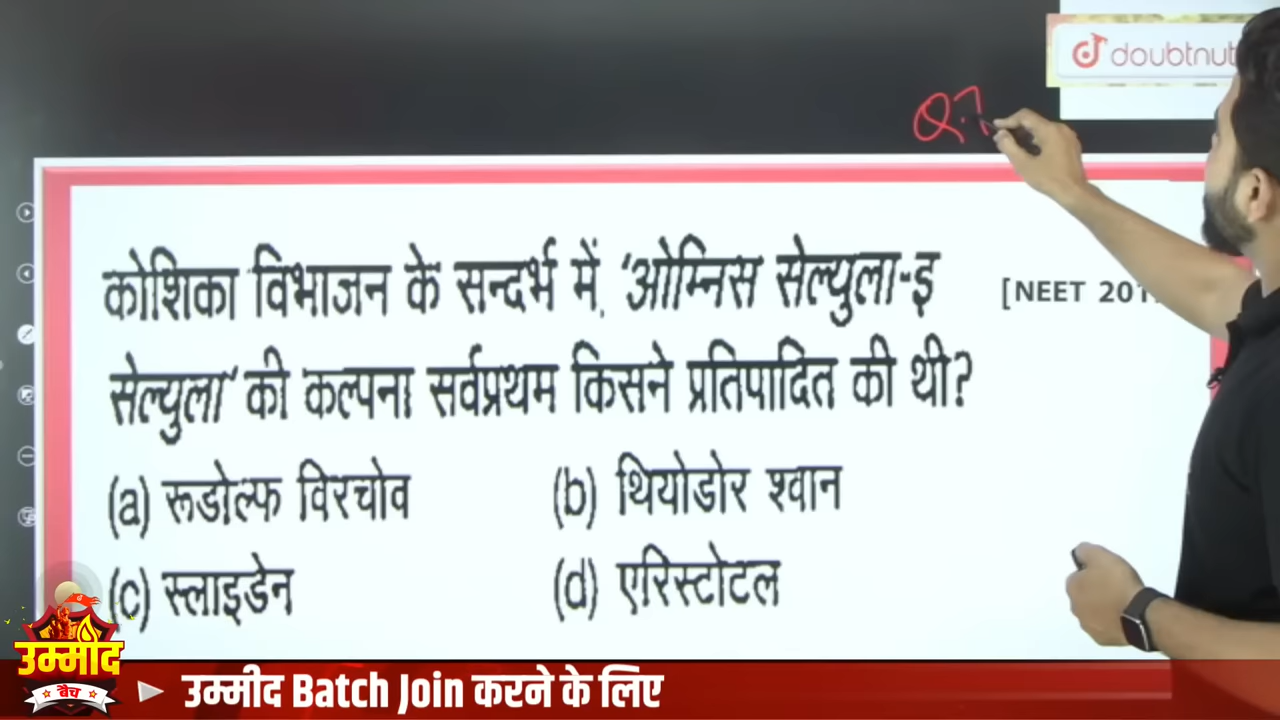 doubtnut
Q.7
कोशिका विभाजन के सन्दर्भ में, 'ओम्निस सेल्युला-इ
[NEET 201
सेल्युला' की कल्पना सर्वप्रथम किसने प्रतिपादित की थी?
(a) रूडोल्फ विरचोव (b) थियोडोर श्वान
(c) स्लाइडेन (d) एरिस्टोटल
उम्मीद
बैच
उम्मीद Batch Join करने के लिए